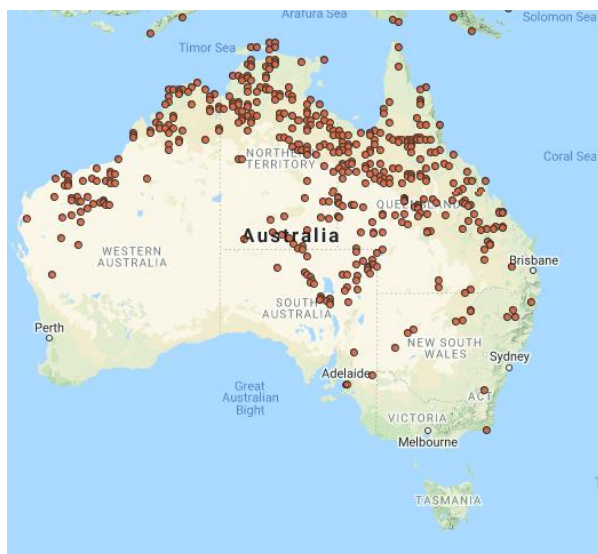 Arafura Sea
Solomon Sea
Timor Sea
Coral Sea
NORTHERN
TERRITORY
QUEENSLAND
Australia
WESTERN
AUSTRALIA
Brisbane
SOUTH
AUSTRALIA
Perth
NEW SOUTH
WALES
Sydney
Adelaide
Great
Australian
Bight
ACT
VICTORIA
Melbourne
TASMANIA